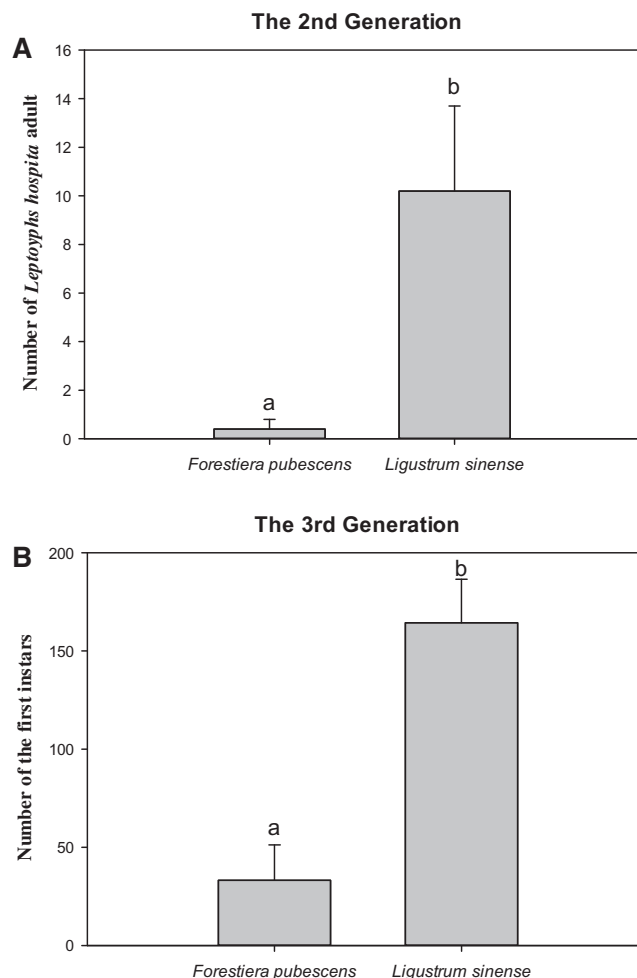 The 2nd Generation
A
Number of Leptoyphs hospita adult
16
14
12
10
8
6
4
2
0
a
b
Forestiera pubescens
Ligustrum sinense
The 3rd Generation
B
Number of the first instars
200
150
100
50
0
a
b
Forestiera pubescens
Ligustrum sinense